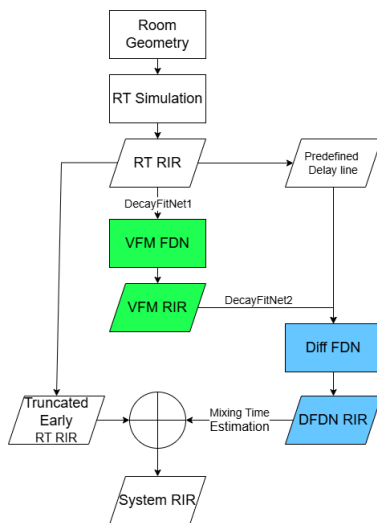 Room
Geometry
RT Simulation
RT RIR
Predefined
Delay line
DecayFitNet1
VFM FDN
VFM RIR
DecayFitNet2
Diff FDN
Truncated
Early
RT RIR
Mixing Time
Estimation
DFDN RIR
System RIR